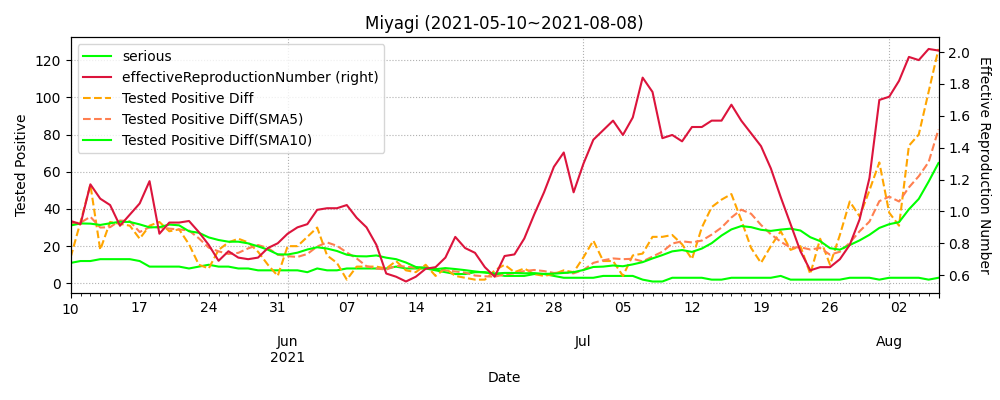 Miyagi (2021-05-10~2021-08-08)
serious
effectiveReproductionNumber (right)
Tested Positive Diff
Tested Positive Diff(SMA5)
Tested Positive Diff(SMA10)
Tested Positive
120
100
80
60
40
20
0
2.0
1.8
1.6
1.4
1.2
1.0
0.8
0.6
Effective Reproduction Number
10 17 24 31 07 14 21 28 05 12 19 26 02
Jun Jul Aug
2021
Date